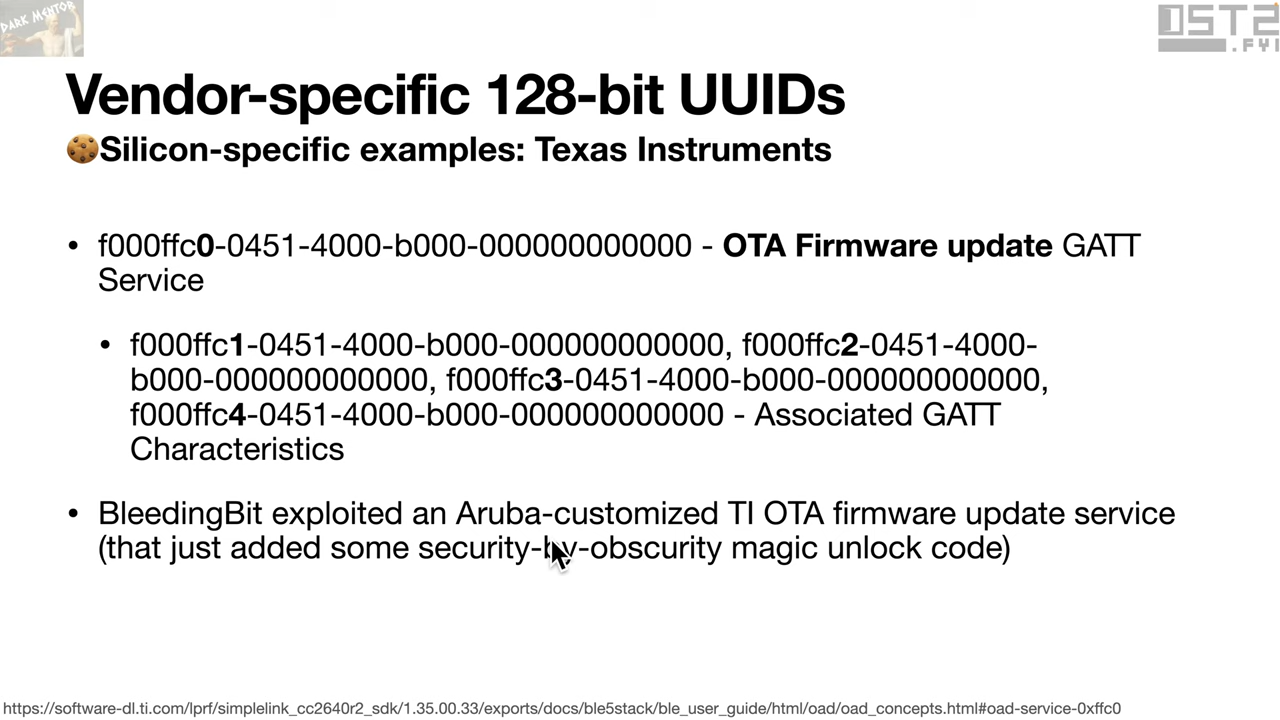 DARK MENTOR
OST2
.FYI
Vendor-specific 128-bit UUIDs
Silicon-specific examples: Texas Instruments
• f000ffc0-0451-4000-b000-000000000000 - OTA Firmware update GATT
Service
• f000ffc1-0451-4000-b000-000000000000, f000ffc2-0451-4000-
b000-000000000000, f000ffc3-0451-4000-b000-000000000000,
f000ffc4-0451-4000-b000-000000000000 - Associated GATT
Characteristics
• BleedingBit exploited an Aruba-customized TI OTA firmware update service
(that just added some security-by-obscurity magic unlock code)
https://software-dl.ti.com/lprf/simplelink_cc2640r2_sdk/1.35.00.33/exports/docs/ble5stack/ble_user_guide/html/oad/oad_concepts.html#oad-service-0xffc0